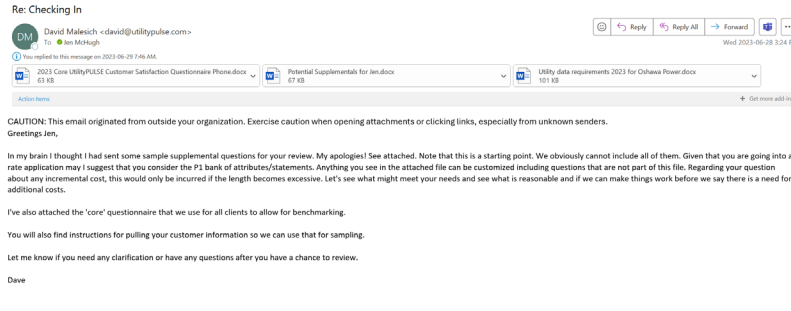 Re: Checking In
DM
David Malesich <david@utilitypulse.com>
To Jen McHugh
Reply
Reply All
Forward
Wed 2023-06-28 3:24 P
You replied to this message on 2023-06-29 7:46 AM.
2023 Core UtilityPULSE Customer Satisfaction Questionnaire Phone.docx
63 KB
Potential Supplementals for Jen.docx
67 KB
Utility data requirements 2023 for Oshawa Power.docx
101 KB
Action Items
+ Get more add-in
CAUTION: This email originated from outside your organization. Exercise caution when opening attachments or clicking links, especially from unknown senders.
Greetings Jen,
In my brain I thought I had sent some sample supplemental questions for your review. My apologies! See attached. Note that this is a starting point. We obviously cannot include all of them. Given that you are going into a
rate application may I suggest that you consider the P1 bank of attributes/statements. Anything you see in the attached file can be customized including questions that are not part of this file. Regarding your question
about any incremental cost, this would only be incurred if the length becomes excessive. Let's see what might meet your needs and see what is reasonable and if we can make things work before we say there is a need for
additional costs.
I've also attached the 'core' questionnaire that we use for all clients to allow for benchmarking.
You will also find instructions for pulling your customer information so we can use that for sampling.
Let me know if you need any clarification or have any questions after you have a chance to review.
Dave